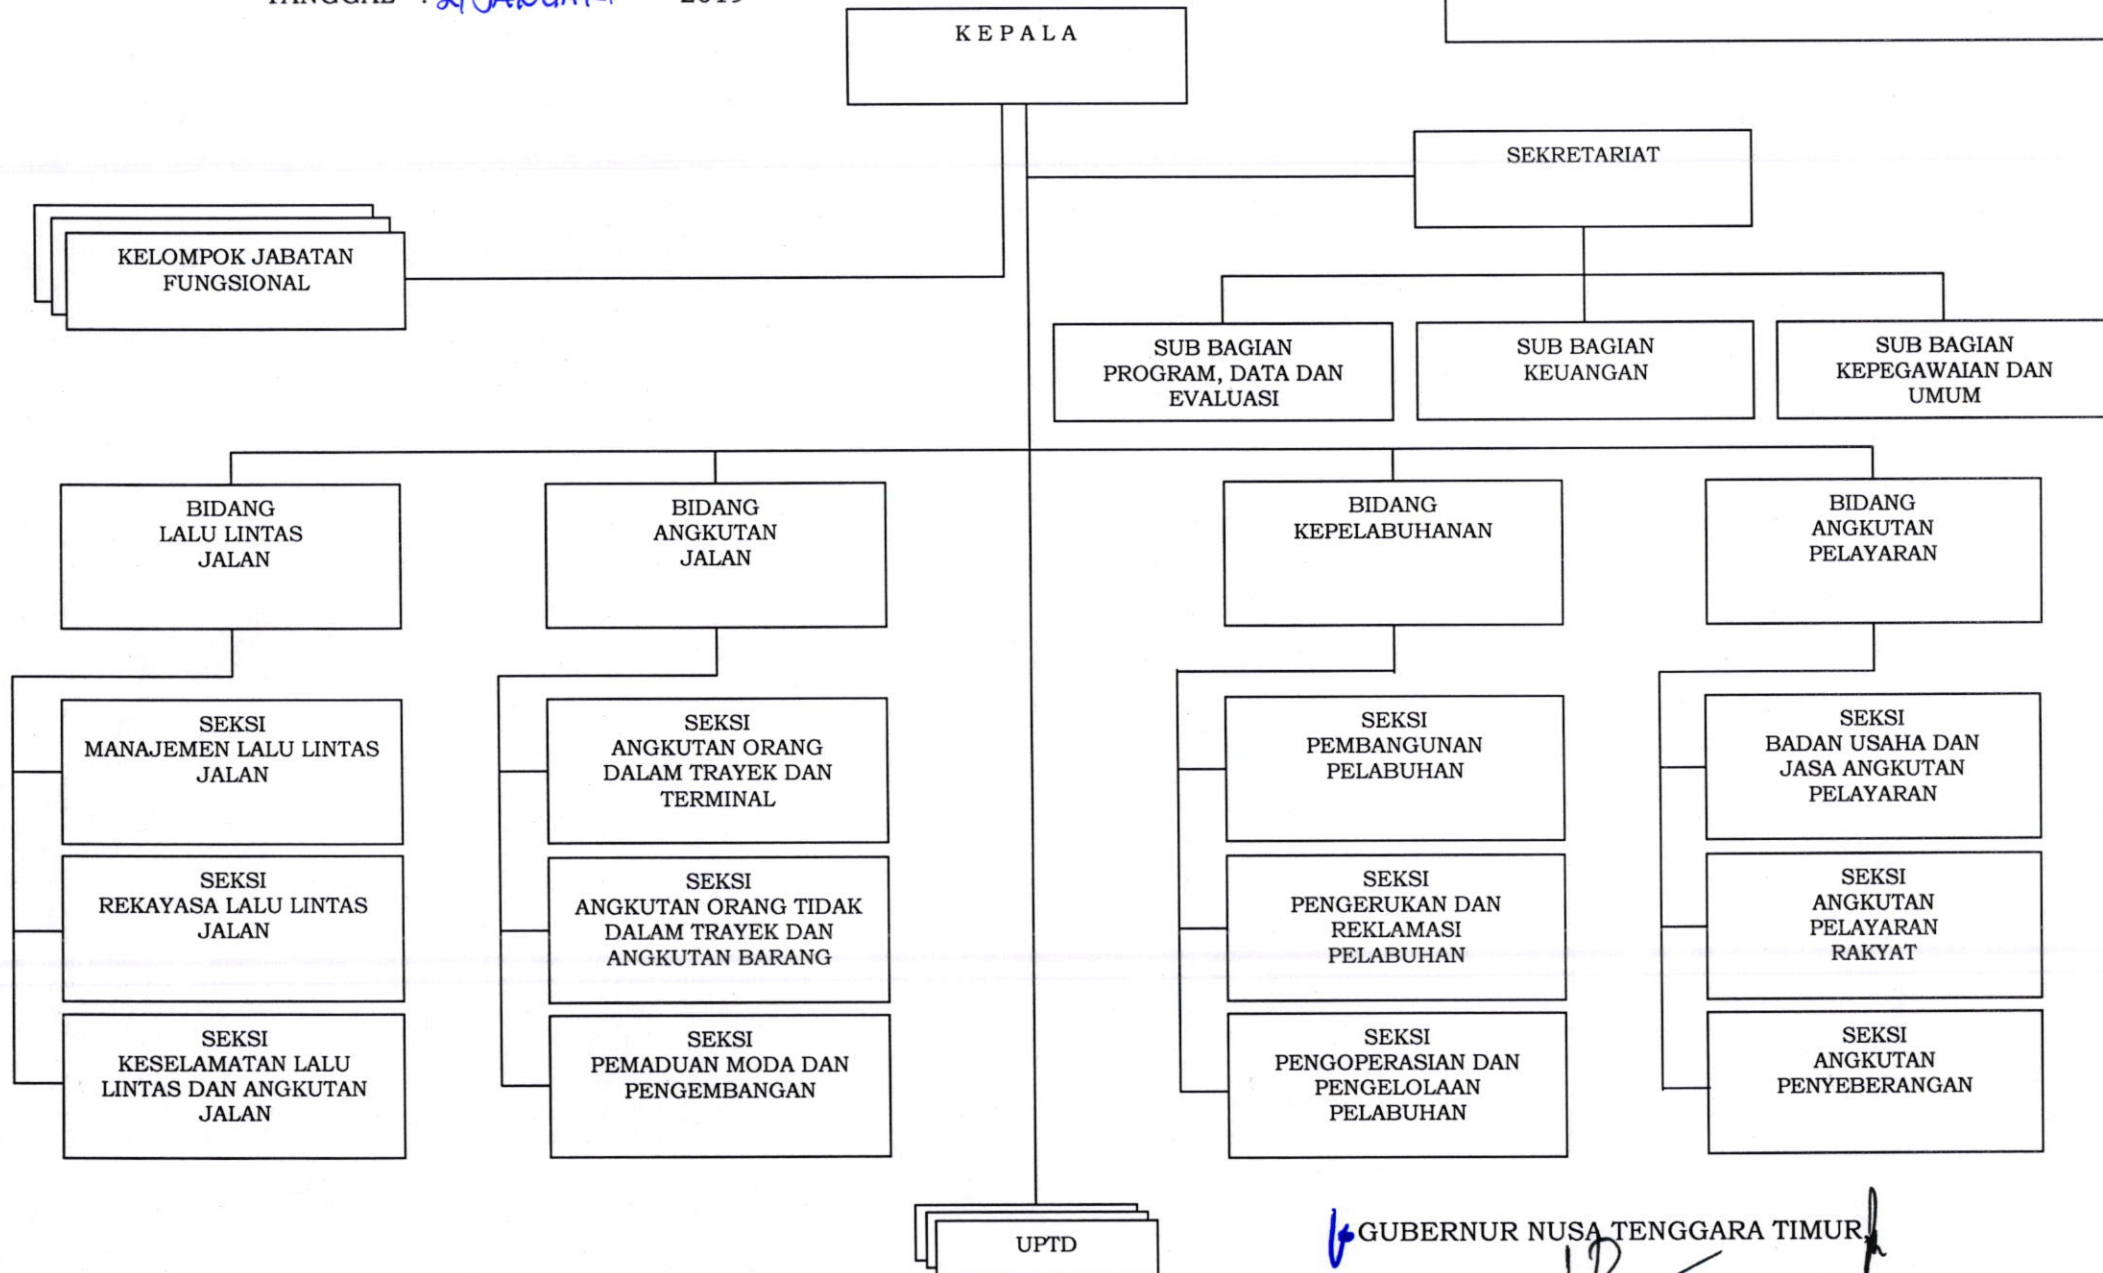 TANGGAL : 21 JANUARI 2019
K E P A L A
SEKRETARIAT
KELOMPOK JABATAN
FUNGSIONAL
SUB BAGIAN
PROGRAM, DATA DAN
EVALUASI
SUB BAGIAN
KEUANGAN
SUB BAGIAN
KEPEGAWAIAN DAN
UMUM
BIDANG
LALU LINTAS
JALAN
BIDANG
ANGKUTAN
JALAN
BIDANG
KEPELABUHANAN
BIDANG
ANGKUTAN
PELAYARAN
SEKSI
MANAJEMEN LALU LINTAS
JALAN
SEKSI
ANGKUTAN ORANG
DALAM TRAYEK DAN
TERMINAL
SEKSI
PEMBANGUNAN
PELABUHAN
SEKSI
BADAN USAHA DAN
JASA ANGKUTAN
PELAYARAN
SEKSI
REKAYASA LALU LINTAS
JALAN
SEKSI
ANGKUTAN ORANG TIDAK
DALAM TRAYEK DAN
ANGKUTAN BARANG
SEKSI
PENGERUKAN DAN
REKLAMASI
PELABUHAN
SEKSI
ANGKUTAN
PELAYARAN
RAKYAT
SEKSI
KESELAMATAN LALU
LINTAS DAN ANGKUTAN
JALAN
SEKSI
PEMADUAN MODA DAN
PENGEMBANGAN
SEKSI
PENGOPERASIAN DAN
PENGELOLAAN
PELABUHAN
SEKSI
ANGKUTAN
PENYEBERANGAN
UPTD
GUBERNUR NUSA TENGGARA TIMUR,